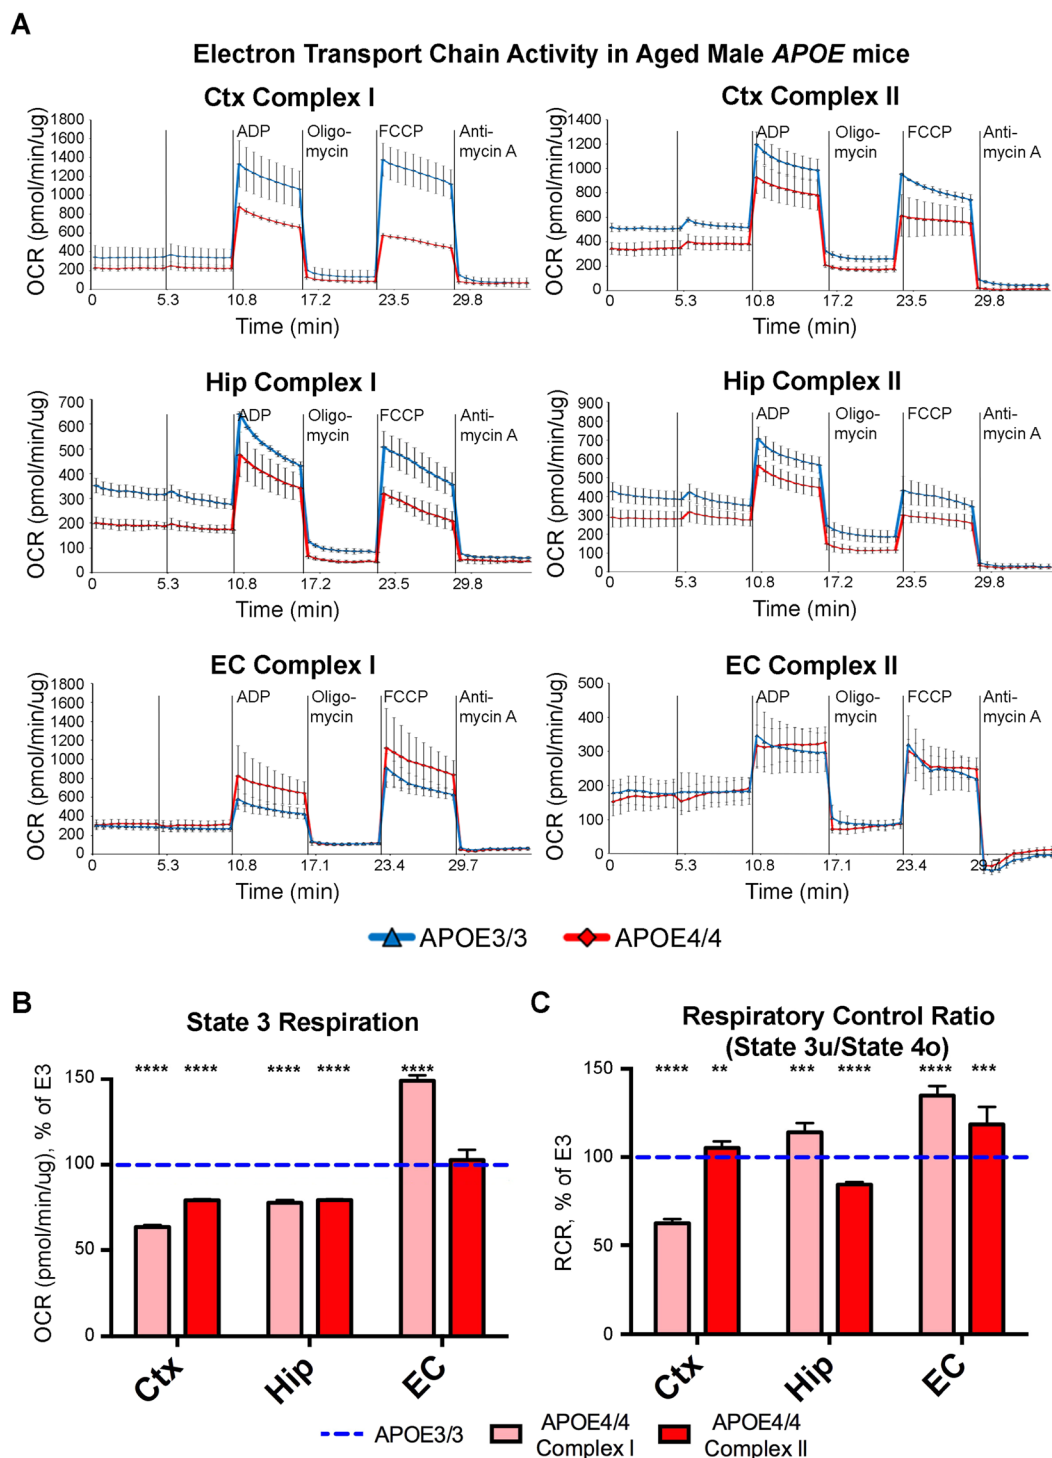 A
Electron Transport Chain Activity in Aged Male APOE mice
Ctx Complex I
OCR (pmol/min/ug)
1800
1600
1400
1200
1000
800
600
400
200
0
ADP
Oligo-
mycin
FCCP
Anti-
mycin A
0 5.3 10.8 17.2 23.5 29.8
Time (min)
Ctx Complex II
OCR (pmol/min/ug)
1400
1200
1000
800
600
400
200
0
ADP
Oligo-
mycin
FCCP
Anti-
mycin A
0 5.3 10.8 17.2 23.5 29.8
Time (min)
Hip Complex I
OCR (pmol/min/ug)
700
600
500
400
300
200
100
0
ADP
Oligo-
mycin
FCCP
Anti-
mycin A
0 5.3 10.8 17.2 23.5 29.8
Time (min)
Hip Complex II
OCR (pmol/min/ug)
900
800
700
600
500
400
300
200
100
0
ADP
Oligo-
mycin
FCCP
Anti-
mycin A
0 5.3 10.8 17.2 23.5 29.8
Time (min)
EC Complex I
OCR (pmol/min/ug)
1800
1600
1400
1200
1000
800
600
400
200
0
ADP
Oligo-
mycin
FCCP
Anti-
mycin A
0 5.3 10.8 17.1 23.4 29.7
Time (min)
EC Complex II
OCR (pmol/min/ug)
500
400
300
200
100
0
ADP
Oligo-
mycin
FCCP
Anti-
mycin A
0 5.3 10.8 17.1 23.4 29.7
Time (min)
APOE3/3 APOE4/4
B
State 3 Respiration
OCR (pmol/min/ug), % of E3
150
100
50
0
**** **** **** **** ****
Ctx Hip EC
C
Respiratory Control Ratio
(State 3u/State 4o)
RCR, % of E3
150
100
50
0
**** ** *** **** **** ***
Ctx Hip EC
APOE3/3
APOE4/4
Complex I
APOE4/4
Complex II